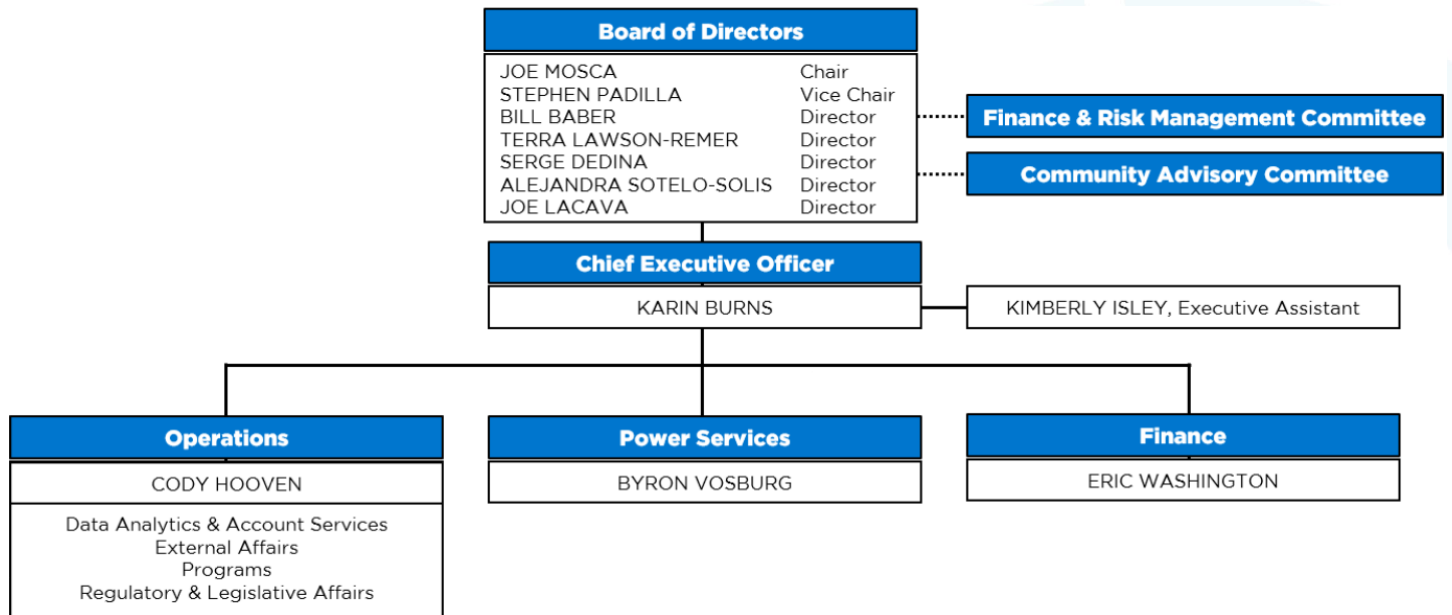 Board of Directors
JOE MOSCA Chair
STEPHEN PADILLA Vice Chair
BILL BABER Director
TERRA LAWSON-REMER Director
SERGE DEDINA Director
ALEJANDRA SOTELO-SOLIS Director
JOE LACAVA Director
Finance & Risk Management Committee
Community Advisory Committee
Chief Executive Officer
KARIN BURNS
KIMBERLY ISLEY, Executive Assistant
Operations
CODY HOOVEN
Data Analytics & Account Services
External Affairs
Programs
Regulatory & Legislative Affairs
Power Services
BYRON VOSBURG
Finance
ERIC WASHINGTON